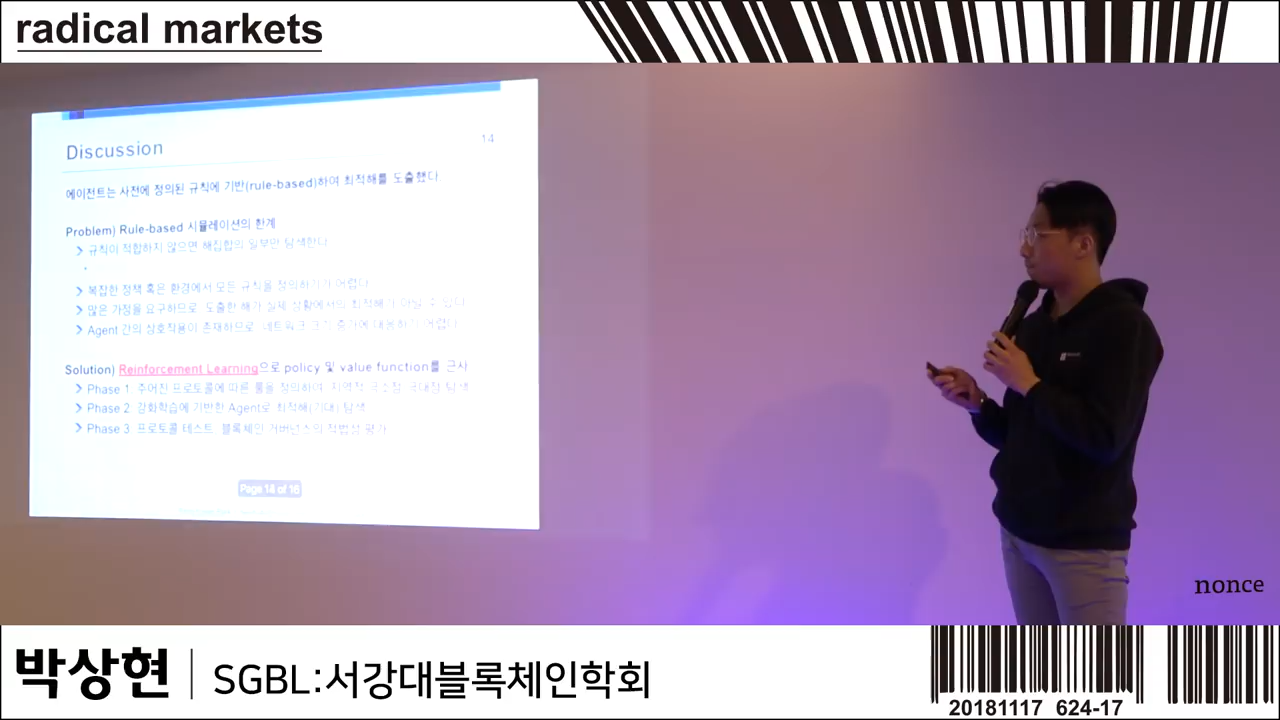 radical markets
Discussion
14
에이전트는 사전에 정의된 규칙에 기반(rule-based)하여 최적해를 도출했다
Problem) Rule-based 시뮬레이션의 한계
규칙이 적합하지 않으면 해집합의 일부만 탐색한다
복잡한 정책 혹은 환경에서 모든 규칙을 정의하기가 어렵다
많은 가정을 요구하므로 도출한 해가 실제 상황에서의 최적해가 아닐 수 있다
Agent 간의 상호작용이 존재하므로 네트워크 크기 증가에 대응하기 어렵다
Solution) Reinforcement Learning으로 policy 및 value function를 근사
Phase 1. 주어진 프로토콜에 따른 룰을 정의하여, 지역적 극소점, 극대점 탐색
Phase 2. 강화학습에 기반한 Agent로 최적해(기대) 탐색
Phase 3. 프로토콜 테스트, 블록체인 거버넌스의 적법성 평가
Page 14 of 16
nonce
박상현 | SGBL:서강대블록체인학회
20181117 624-17